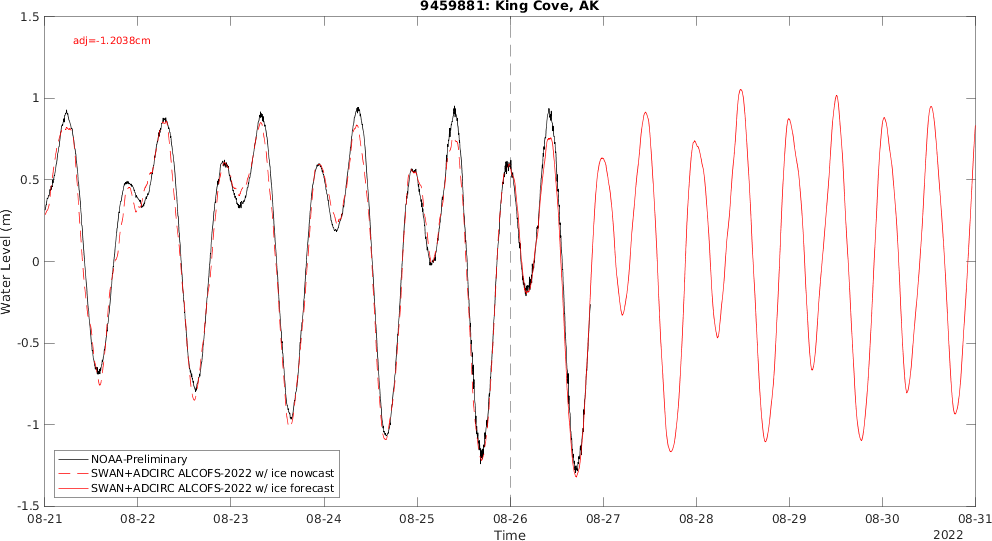 9459881: King Cove, AK
adj=-1.2038cm
1.5
1
0.5
0
-0.5
-1
-1.5
Water Level (m)
NOAA-Preliminary
SWAN+ADCIRC ALCOFS-2022 w/ ice nowcast
SWAN+ADCIRC ALCOFS-2022 w/ ice forecast
08-21 08-22 08-23 08-24 08-25 08-26 08-27 08-28 08-29 08-30 08-31
Time
2022